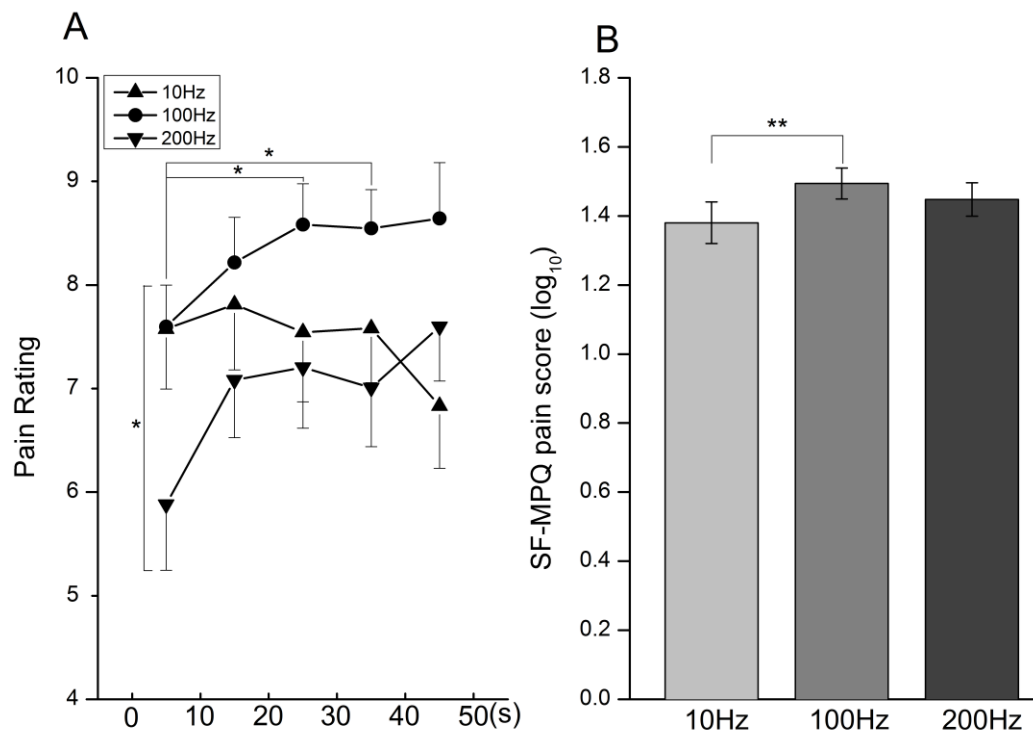 A
10Hz
100Hz
200Hz
10
9
8
7
6
5
4
Pain Rating
*
*
*
0 10 20 30 40 50(s)
B
1.8
1.6
1.4
1.2
1.0
0.8
0.6
0.4
0.2
0.0
SF-MPQ pain score (log10)
**
10Hz 100Hz 200Hz